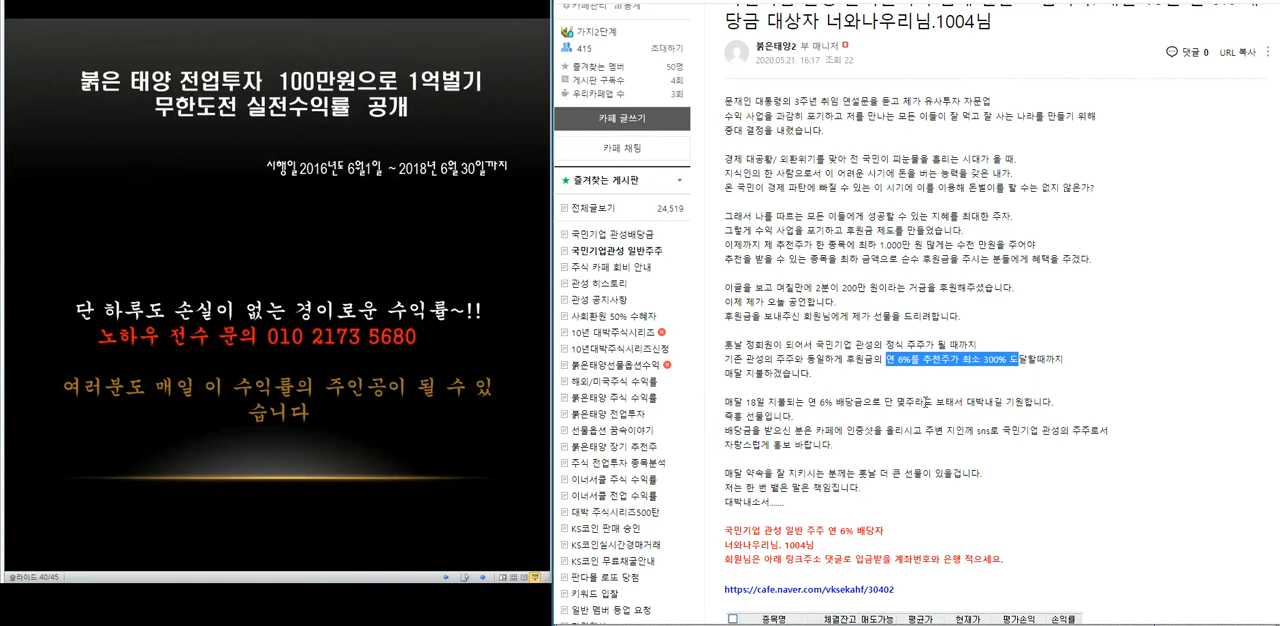 붉은 태양 전업투자  100만원으로 1억벌기
무한도전 실전수익률  공개
시행일 2016년도 6월1일 ~ 2018년 6월 30일까지
단 하루도 손실이 없는 경이로운 수익률~!!
노하우 전수 문의 010 2173 5680
여러분도 매일 이 수익률의 주인공이 될 수 있
습니다
슬라이드 40/45
카페관리 통계
가지2단계
415 초대하기
즐겨찾는 멤버 50명
게시판 구독수 4회
우리카페앱 수 3회
카페 글쓰기
카페 채팅
즐겨찾는 게시판
전체글보기 24,519
국민기업 관성배당금
국민기업관성 일반주주
주식 카페 회비 안내
관성 히스토리
관성 공지사항
사회환원 50% 수혜자
10년 대박주식시리즈
10년대박주식시리즈신청
붉은태양선물옵션수익
해외/미국주식 수익률
붉은태양 주식 수익률
붉은태양 전업투자
선물옵션 꿈속이야기
붉은태양 장기 추천주
주식 전업투자 종목분석
이너서클 주식 수익률
이너서클 전업 수익률
대박 주식시리즈500탄
KS코인 판매 승인
KS코인실시간경매거래
KS코인 무료채굴안내
판다물 로또 당첨
키워드 입찰
일반 멤버 등업 요청
당금 대상자 너와나우리님.1004님
붉은태양2 부 매니저
2020.05.21. 16:17 조회 22
댓글 0 URL 복사
문재인 대통령의 3주년 취임 연설문을 듣고 제가 유사투자 자문업
수익 사업을 과감히 포기하고 저를 만나는 모든 이들이 잘 먹고 잘 사는 나라를 만들기 위해
중대 결정을 내렸습니다.
경제 대공황/ 외환위기를 맞아 전 국민이 피눈물을 흘리는 시대가 올 때.
지식인의 한 사람으로서 이 어려운 시기에 돈을 버는 능력을 갖은 내가.
온 국민이 경제 파탄에 빠질 수 있는 이 시기에 이를 이용해 돈벌이를 할 수는 없지 않은가?
그래서 나를 따르는 모든 이들에게 성공할 수 있는 지혜를 최대한 주자.
그렇게 수익 사업을 포기하고 후원금 제도를 만들었습니다.
이제까지 제 추천주가 한 종목에 최하 1.000만 원 많게는 수천 만원을 주어야
추천을 받을 수 있는 종목을 최하 금액으로 순수 후원금을 주시는 분들에게 혜택을 주겠다.
이글을 보고 며칠만에 2분이 200만 원이라는 거금을 후원해주셨습니다.
이제 제가 오늘 공언합니다.
후원금을 보내주신 회원님에게 제가 선물을 드리려합니다.
훗날 정회원이 되어서 국민기업 관성의 정식 주주가 될 때까지
기존 관성의 주주와 동일하게 후원금의 연 6%를 추천주가 최소 300% 도달할때까지
매달 지불하겠습니다.
매달 18일 지불되는 연 6% 배당금으로 단 몇주라는 보태서 대박내길 기원합니다.
즉흥 선물입니다.
배당금을 받으신 분은 카페에 인증샷을 올리시고 주변 지인께 sns로 국민기업 관성의 주주로서
자랑스럽게 홍보 바랍니다.
매달 약속을 잘 지키시는 분께는 훗날 더 큰 선물이 있을겁니다.
저는 한 번 뱉은 말은 책임집니다.
대박내소서......
국민기업 관성 일반 주주 연 6% 배당자
너와나우리님. 1004님
회원님은 아래 링크주소 댓글로 입금받을 계좌번호와 은행 적으세요.
https://cafe.naver.com/vksekahf/30402
종목명 체결잔고 매도가능 평균가 현재가 평가손익 손익률